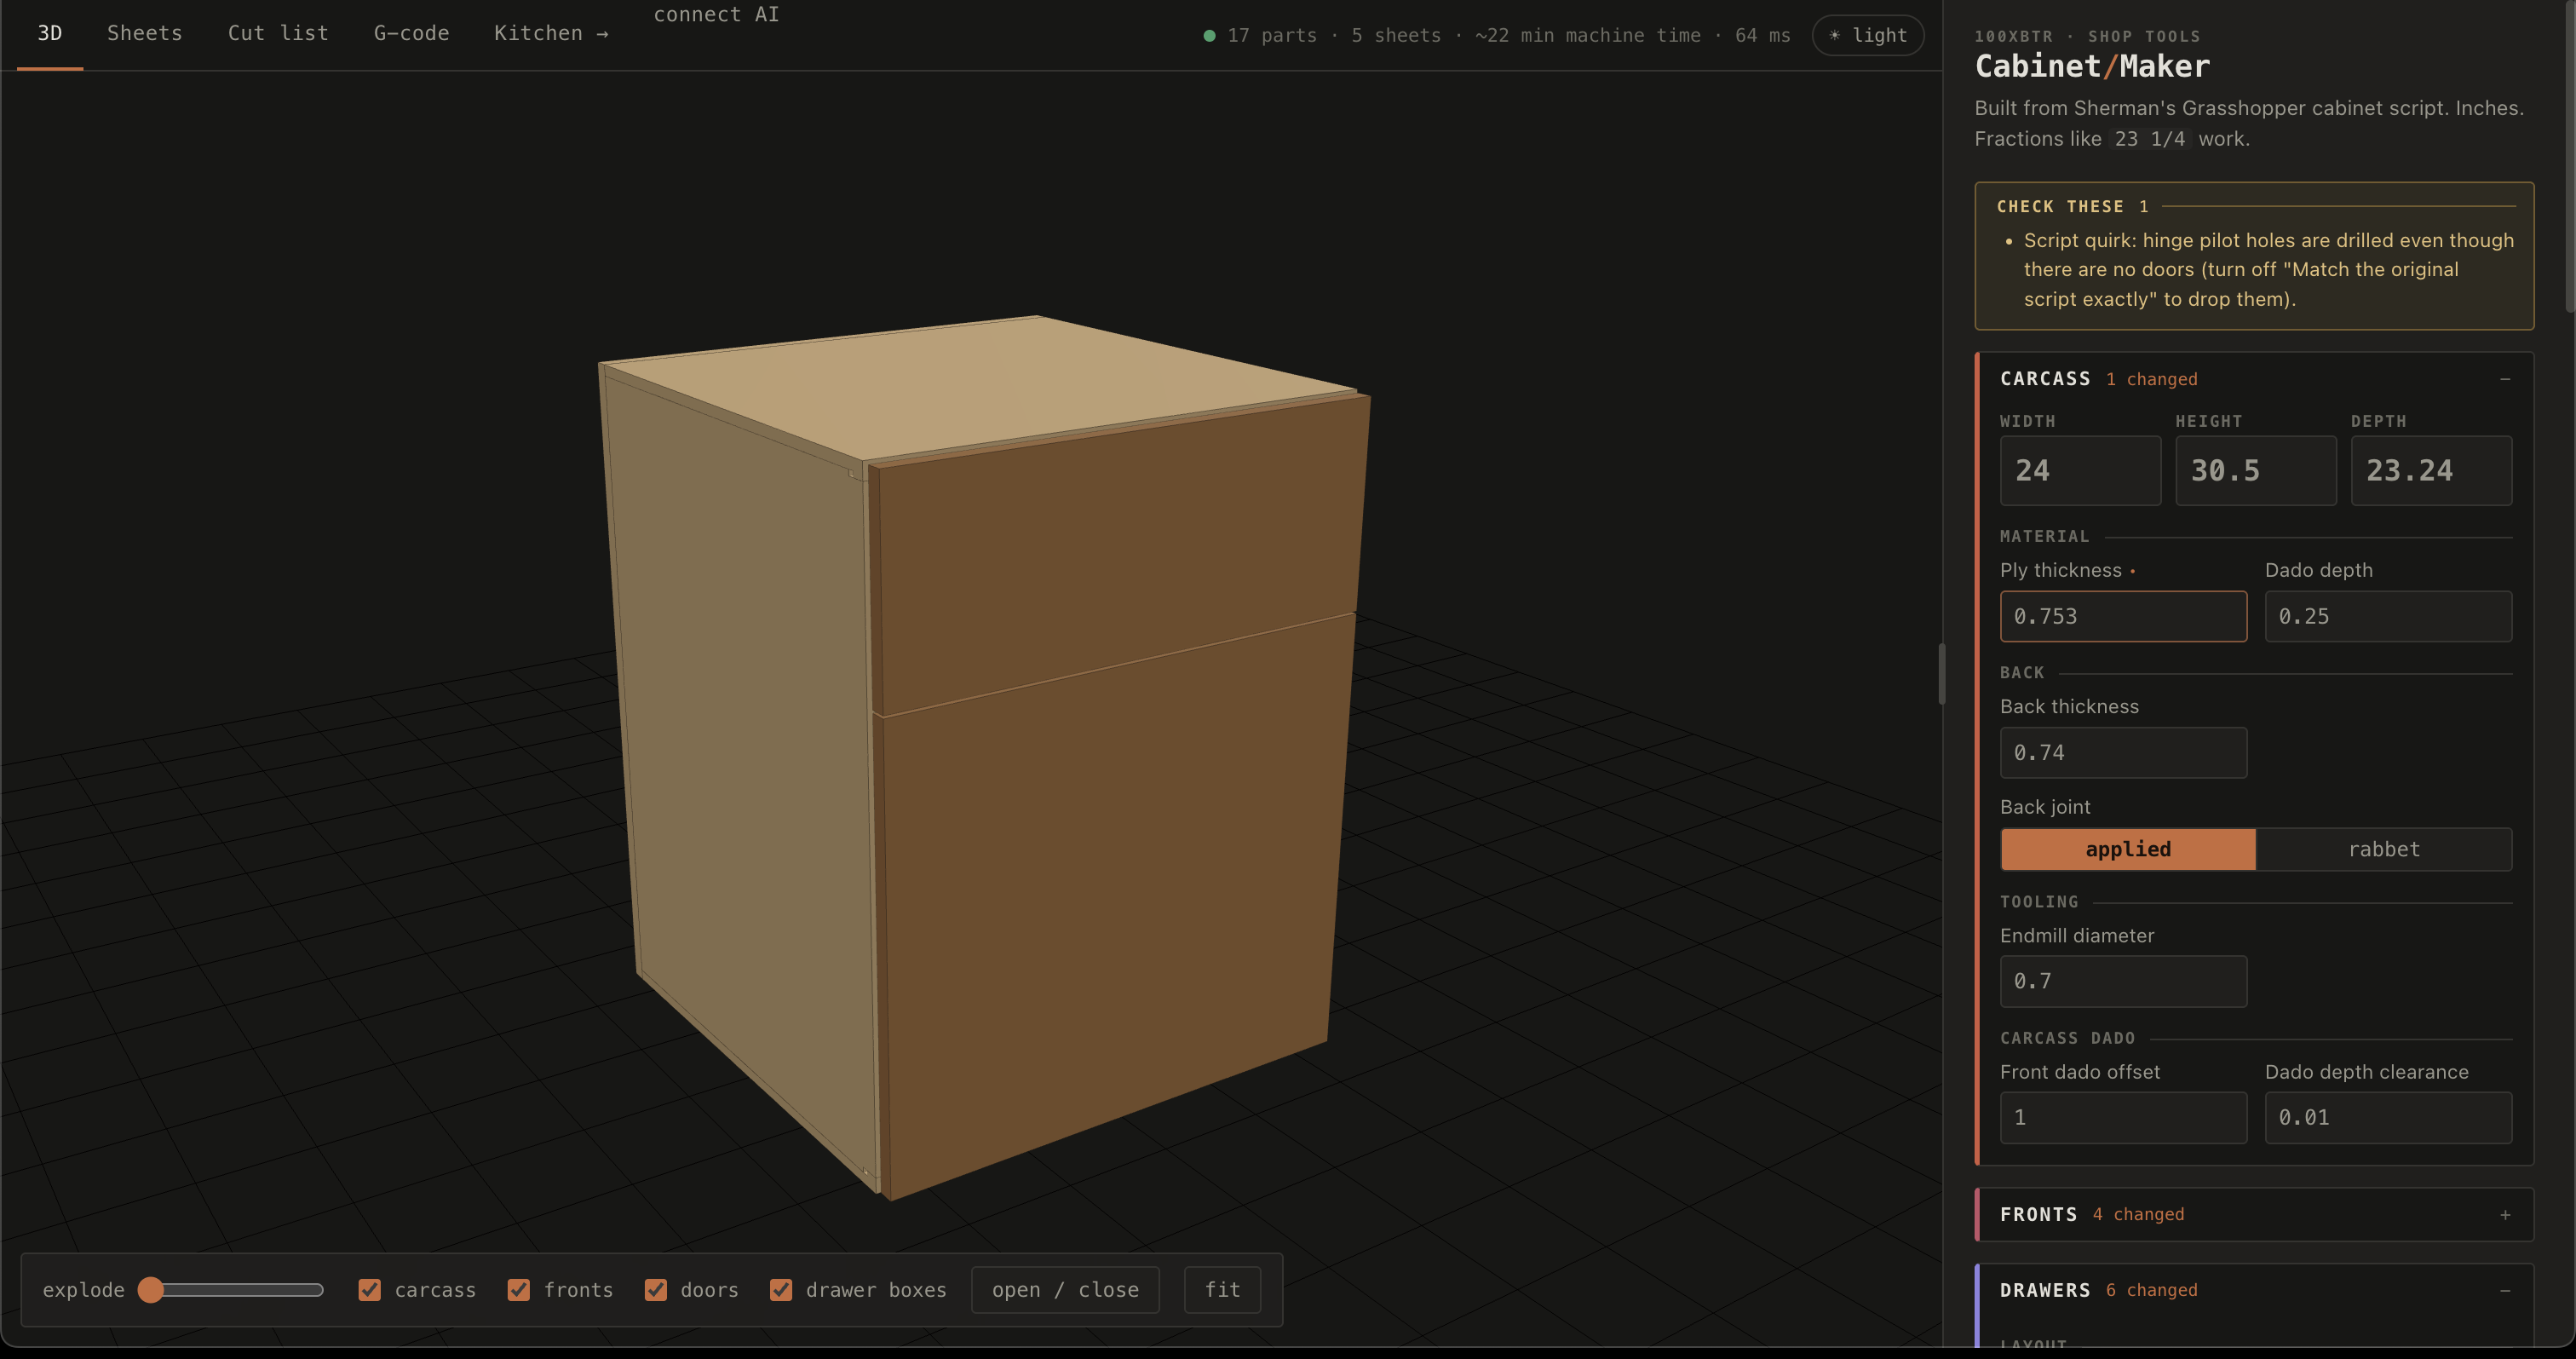 3D Sheets Cut list G-code Kitchen → connect AI
17 parts · 5 sheets · ~22 min machine time · 64 ms
☀ light
100XBTR · SHOP TOOLS
Cabinet/Maker
Built from Sherman's Grasshopper cabinet script. Inches.
Fractions like 23 1/4 work.
CHECK THESE 1
• Script quirk: hinge pilot holes are drilled even though
there are no doors (turn off "Match the original
script exactly" to drop them).
CARCASS 1 changed −
WIDTH HEIGHT DEPTH
24 30.5 23.24
MATERIAL
Ply thickness • Dado depth
0.753 0.25
BACK
Back thickness
0.74
Back joint
applied rabbet
TOOLING
Endmill diameter
0.7
CARCASS DADO
Front dado offset Dado depth clearance
1 0.01
FRONTS 4 changed +
DRAWERS 6 changed −
LAYOUT
explode carcass fronts doors drawer boxes open / close fit